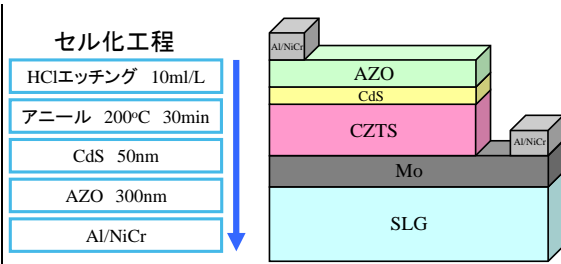 セル化工程
HClエッチング 10ml/L
アニール 200℃ 30min
CdS 50nm
AZO 300nm
Al/NiCr
Al/NiCr
AZO
CdS
CZTS
Al/NiCr
Mo
SLG